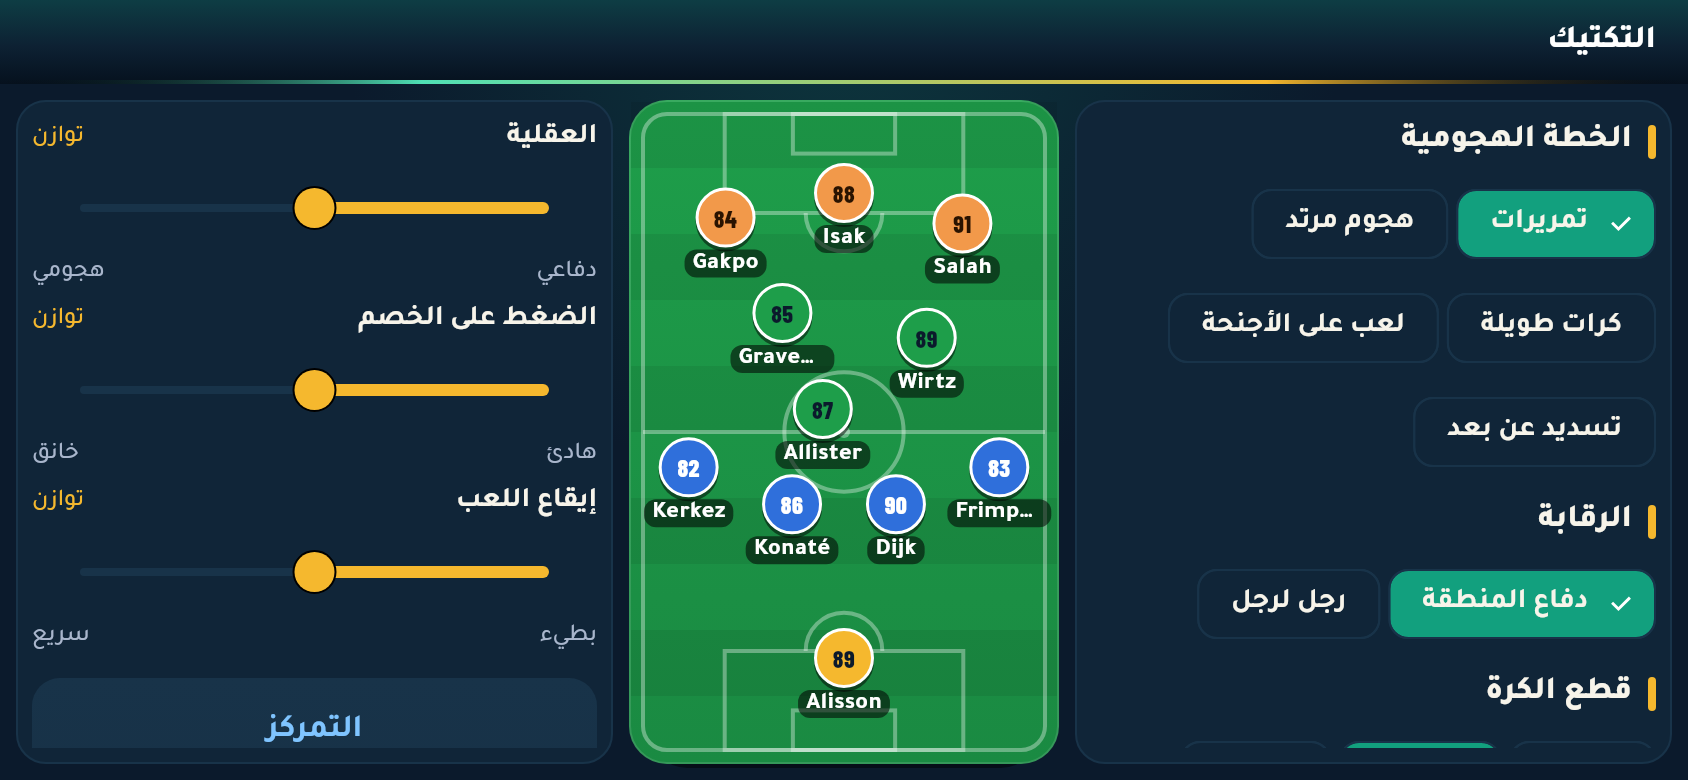 التكتيك
الخطة الهجومية
تمريرات
هجوم مرتد
كرات طويلة
لعب على الأجنحة
تسديد عن بعد
الرقابة
دفاع المنطقة
رجل لرجل
قطع الكرة
88
Isak
84
Gakpo
91
Salah
85
Grave...
89
Wirtz
87
Allister
82
Kerkez
83
Frimp...
86
Konaté
90
Dijk
89
Alisson
العقلية
توازن
دفاعي
هجومي
الضغط على الخصم
توازن
هادئ
خانق
إيقاع اللعب
توازن
بطيء
سريع
التمركز